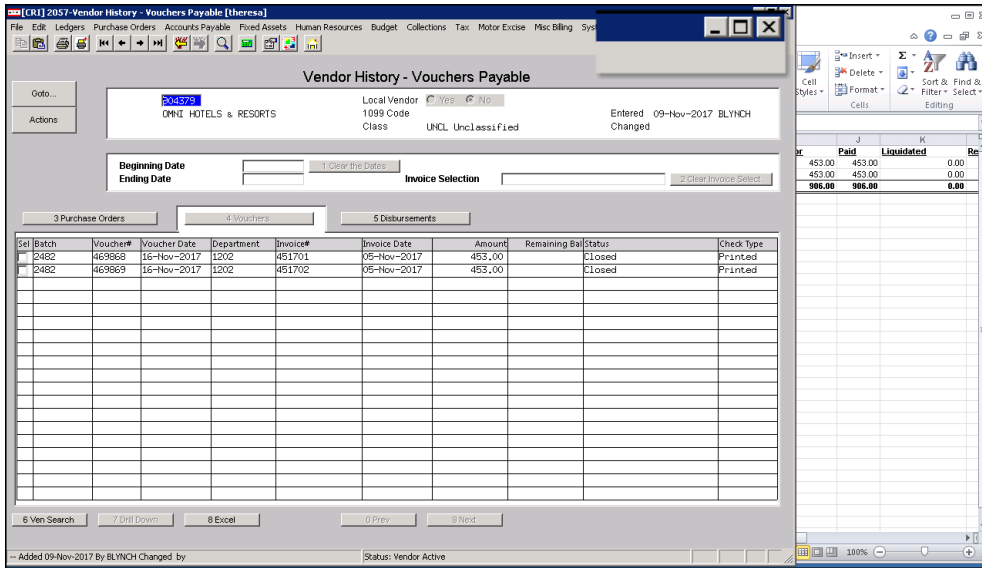 [CRI] 2057-Vendor History - Vouchers Payable [theresa]
File Edit Ledgers Purchase Orders Accounts Payable Fixed Assets Human Resources Budget Collections Tax Motor Excise Misc Billing Sys
Vendor History - Vouchers Payable
Goto...
Actions
004379
OMNI HOTELS & RESORTS
Local Vendor Yes No
1099 Code
Class UNCL Unclassified
Entered 09-Nov-2017 BLYNCH
Changed
Beginning Date 1 Clear the Dates
Ending Date Invoice Selection 2 Clear Invoice Select
3 Purchase Orders 4 Vouchers 5 Disbursements
Sel Batch Voucher# Voucher Date Department Invoice# Invoice Date Amount Remaining Bal Status Check Type
2482 469868 16-Nov-2017 1202 451701 05-Nov-2017 453.00 Closed Printed
2482 469869 16-Nov-2017 1202 451702 05-Nov-2017 453.00 Closed Printed
6 Ven Search 7 Drill Down 8 Excel 0 Prev 9 Next
-- Added 09-Nov-2017 By BLYNCH Changed by Status: Vendor Active
Cell Styles
Insert
Delete
Format
Cells
Sort & Filter
Find & Select
Editing
J K
or Paid Liquidated Re
453.00 453.00 0.00
453.00 453.00 0.00
906.00 906.00 0.00
100%